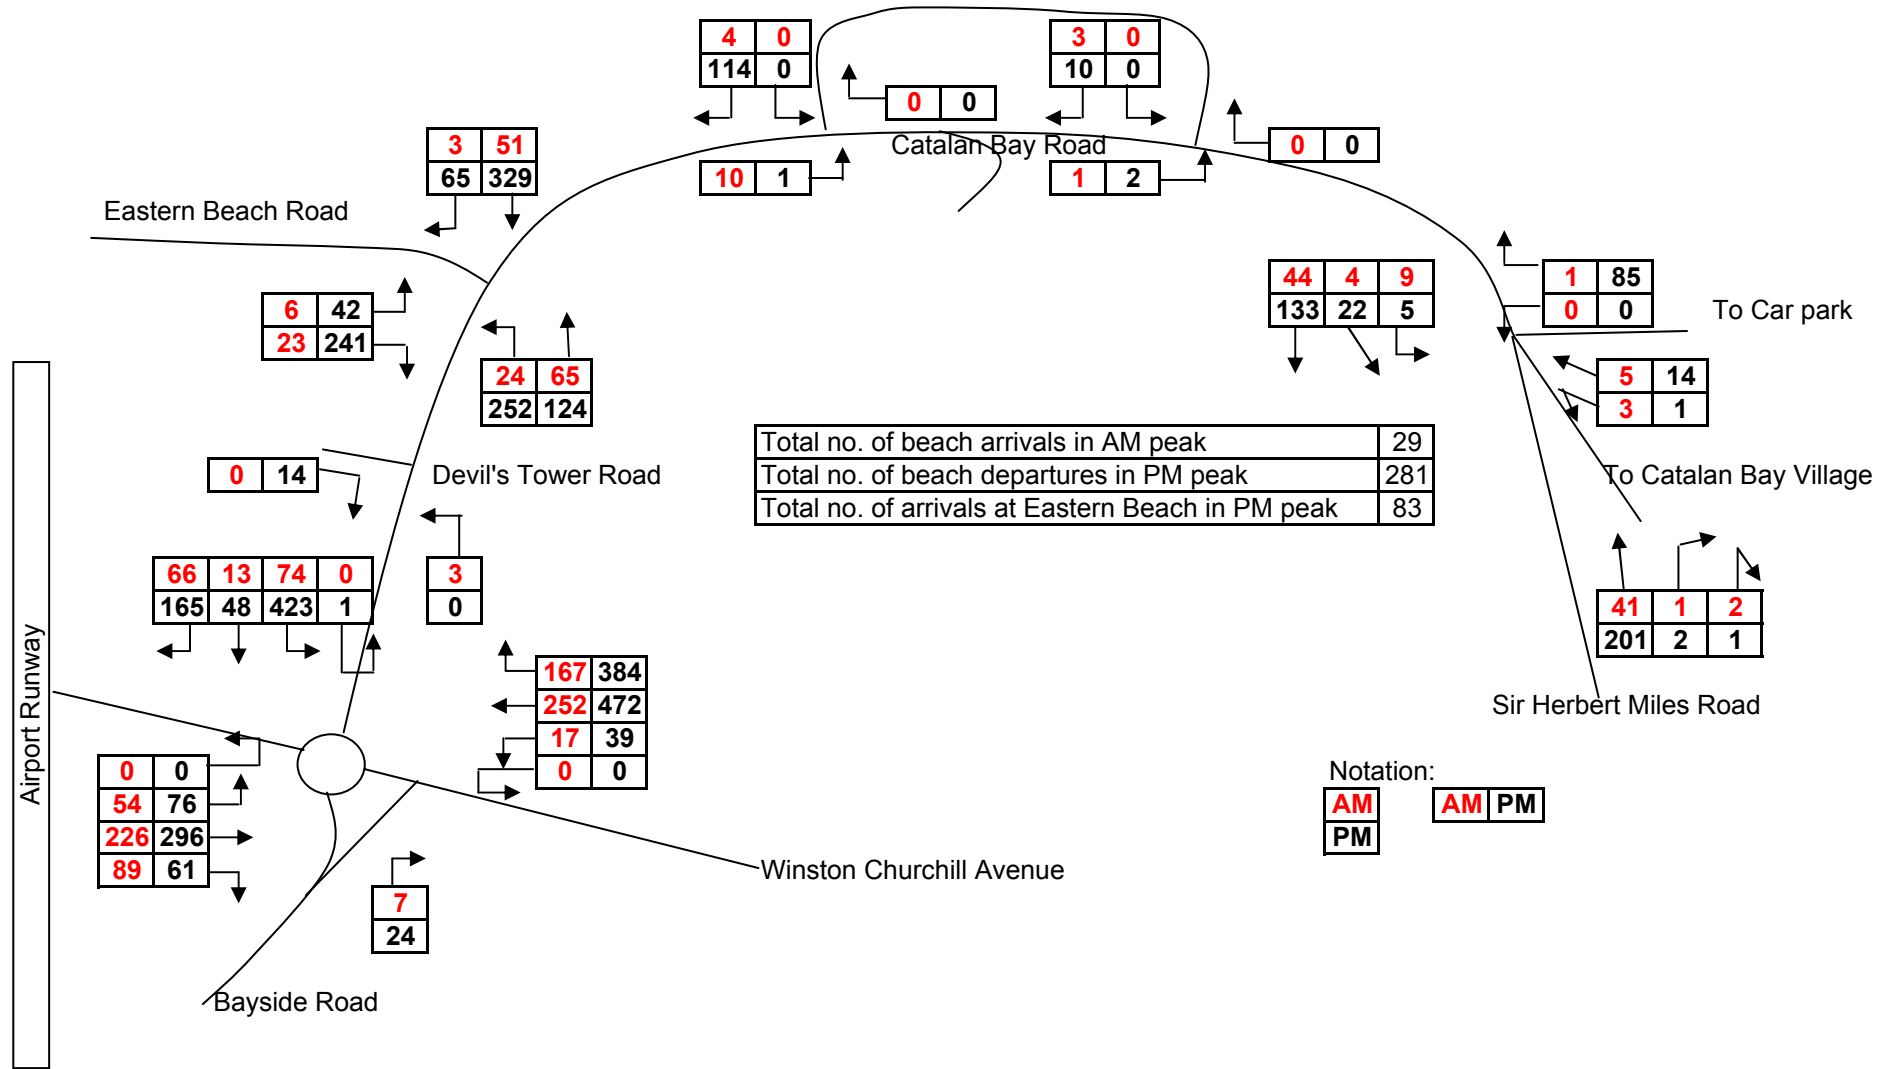 4 0
114 0
3 0
10 0
0 0
Catalan Bay Road
0 0
3 51
65 329
10 1
1 2
Eastern Beach Road
44 4 9
133 22 5
1 85
0 0
To Car park
6 42
23 241
24 65
252 124
5 14
3 1
Total no. of beach arrivals in AM peak 29
Total no. of beach departures in PM peak 281
Total no. of arrivals at Eastern Beach in PM peak 83
0 14
Devil's Tower Road
To Catalan Bay Village
66 13 74 0
165 48 423 1
3
0
41 1 2
201 2 1
Airport Runway
167 384
252 472
17 39
0 0
Sir Herbert Miles Road
0 0
54 76
226 296
89 61
Notation:
AM
PM
AM PM
Winston Churchill Avenue
7
24
Bayside Road